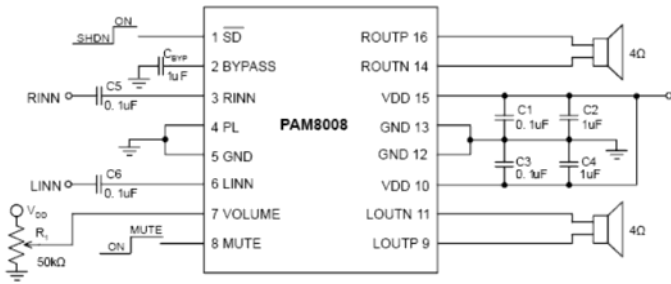 ON
SHDN
1 SD
ROUTP 16
4Ω
C BYP
1uF
2 BYPASS
ROUTN 14
RINN
C5
0.1uF
3 RINN
VDD 15
4 PL
PAM8008
GND 13
C1
0.1uF
C2
1uF
5 GND
GND 12
C3
0.1uF
C4
1uF
LINN
C6
0.1uF
6 LINN
VDD 10
VDD
7 VOLUME
LOUTN 11
R1
50kΩ
MUTE
ON
8 MUTE
LOUTP 9
4Ω